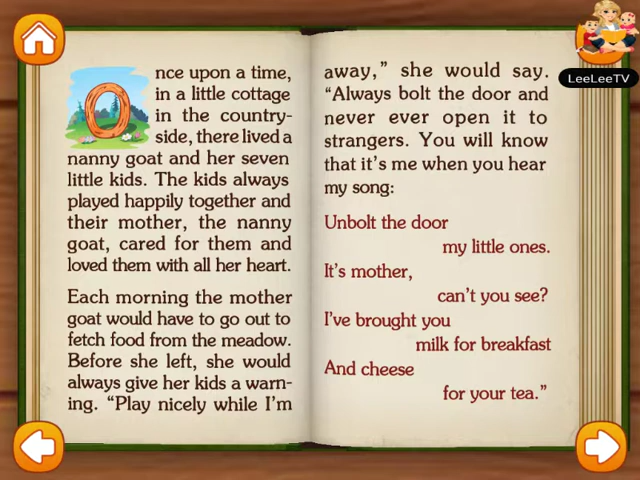 Once upon a time,
in a little cottage
in the country-
side, there lived a
nanny goat and her seven
little kids. The kids always
played happily together and
their mother, the nanny
goat, cared for them and
loved them with all her heart.
Each morning the mother
goat would have to go out to
fetch food from the meadow.
Before she left, she would
always give her kids a warn-
ing. “Play nicely while I’m
away,” she would say.
“Always bolt the door and
never ever open it to
strangers. You will know
that it’s me when you hear
my song:
Unbolt the door
my little ones.
It’s mother,
can’t you see?
I’ve brought you
milk for breakfast
And cheese
for your tea.”
LeeLeeTV